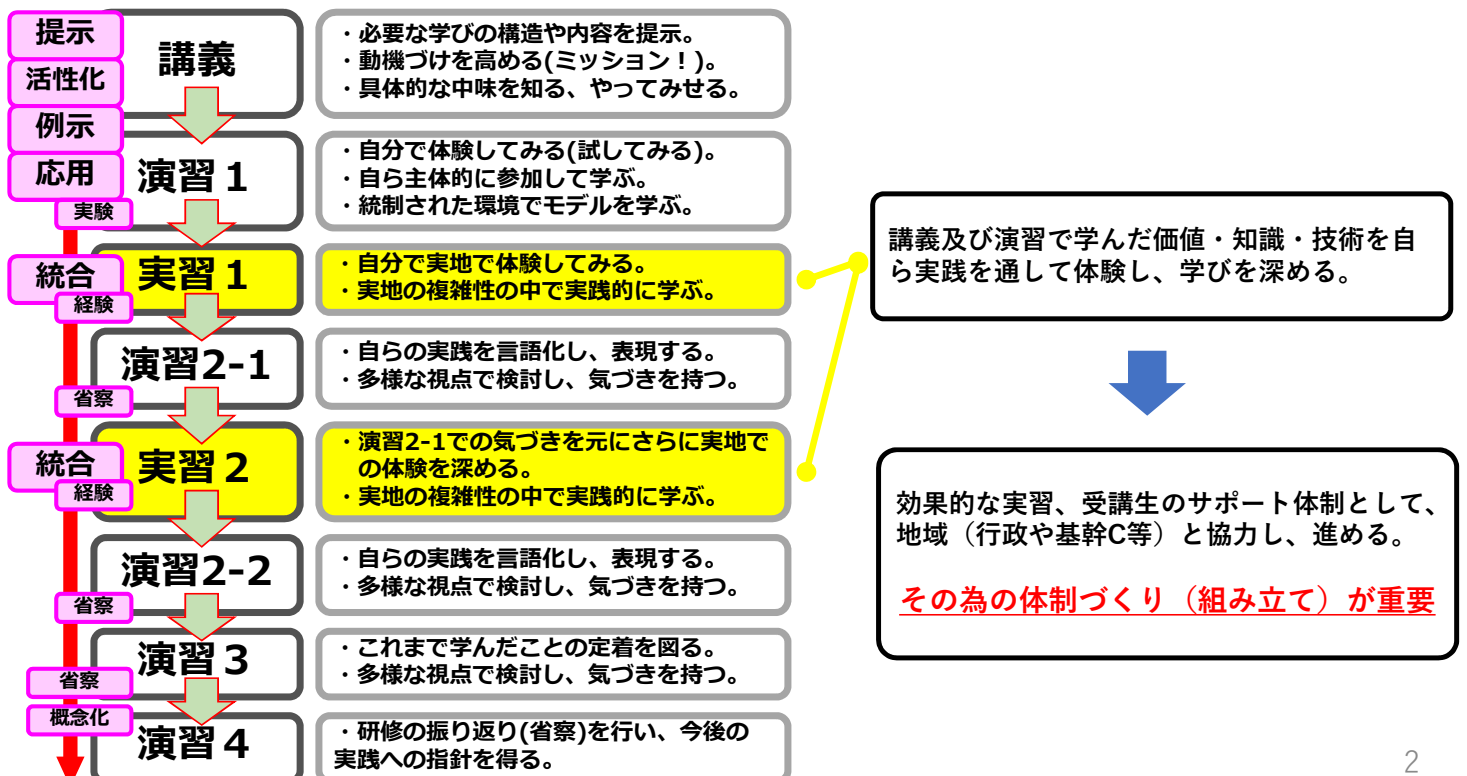 提示
活性化
例示
応用
実験
講義
・必要な学びの構造や内容を提示。
・動機づけを高める(ミッション！)。
・具体的な中味を知る、やってみせる。
演習１
・自分で体験してみる(試してみる)。
・自ら主体的に参加して学ぶ。
・統制された環境でモデルを学ぶ。
統合
経験
実習１
・自分で実地で体験してみる。
・実地の複雑性の中で実践的に学ぶ。
演習2-1
・自らの実践を言語化し、表現する。
・多様な視点で検討し、気づきを持つ。
省察
統合
経験
実習２
・演習2-1での気づきを元にさらに実地で
の体験を深める。
・実地の複雑性の中で実践的に学ぶ。
演習2-2
・自らの実践を言語化し、表現する。
・多様な視点で検討し、気づきを持つ。
省察
演習３
・これまで学んだことの定着を図る。
・多様な視点で検討し、気づきを持つ。
省察
概念化
演習４
・研修の振り返り(省察)を行い、今後の
実践への指針を得る。
講義及び演習で学んだ価値・知識・技術を自
ら実践を通して体験し、学びを深める。
効果的な実習、受講生のサポート体制として、
地域（行政や基幹C等）と協力し、進める。
その為の体制づくり（組み立て）が重要
2